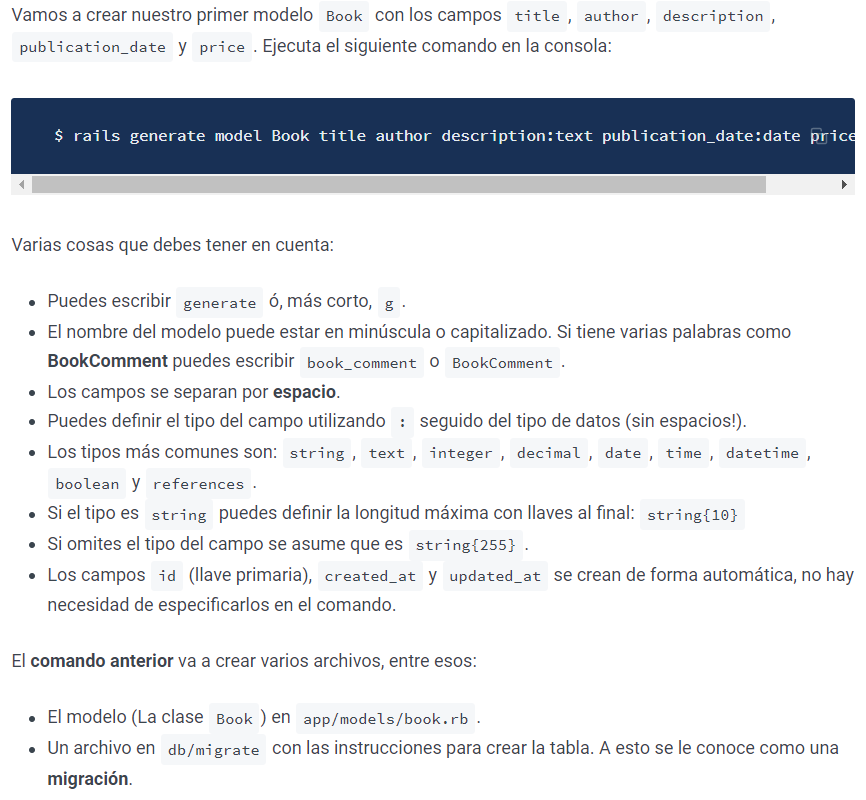 Vamos a crear nuestro primer modelo Book con los campos title , author , description ,
publication_date y price . Ejecuta el siguiente comando en la consola:
$ rails generate model Book title author description:text publication_date:date price
Varias cosas que debes tener en cuenta:
• Puedes escribir generate ó, más corto, g .
• El nombre del modelo puede estar en minúscula o capitalizado. Si tiene varias palabras como
BookComment puedes escribir book_comment o BookComment .
• Los campos se separan por espacio.
• Puedes definir el tipo del campo utilizando : seguido del tipo de datos (sin espacios!).
• Los tipos más comunes son: string , text , integer , decimal , date , time , datetime ,
boolean y references .
• Si el tipo es string puedes definir la longitud máxima con llaves al final: string{10}
• Si omites el tipo del campo se asume que es string{255} .
• Los campos id (llave primaria), created_at y updated_at se crean de forma automática, no hay
necesidad de especificarlos en el comando.
El comando anterior va a crear varios archivos, entre esos:
• El modelo (La clase Book ) en app/models/book.rb .
• Un archivo en db/migrate con las instrucciones para crear la tabla. A esto se le conoce como una
migración.